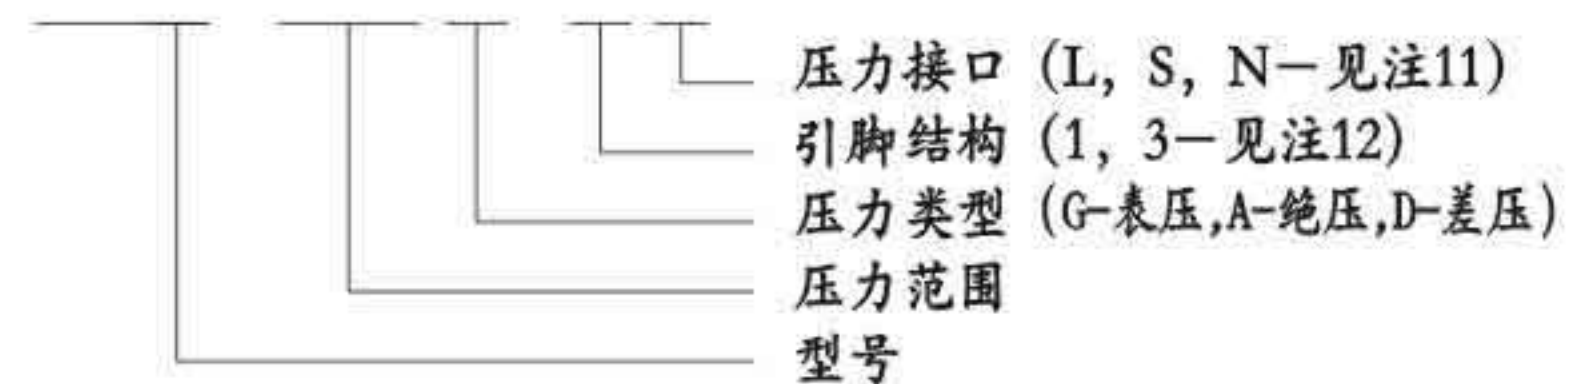 压力接口 (L, S, N—见注11)
引脚结构 (1, 3—见注12)
压力类型 (G-表压,A-绝压,D-差压)
压力范围
型号